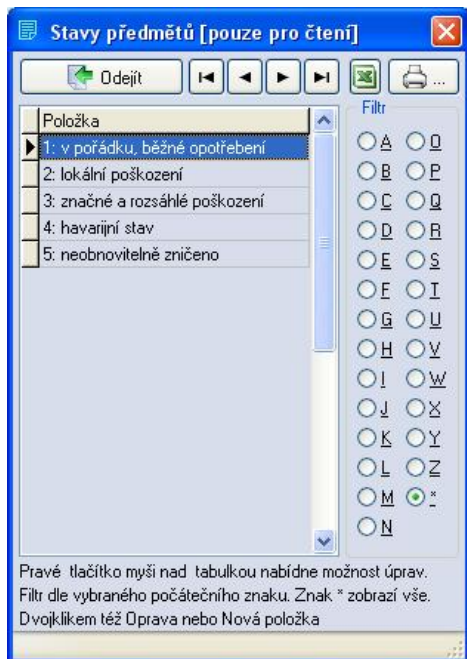 Stavy předmětů [pouze pro čtení]
Odejít
...
Filtr
Položka
1: v pořádku, běžné opotřebení
2: lokální poškození
3: značné a rozsáhlé poškození
4: havarijní stav
5: neobnovitelně zničeno
A O
B P
C Q
D R
E S
F T
G U
H V
I W
J X
K Y
L Z
M *
N
Pravé tlačítko myši nad tabulkou nabídne možnost úprav.
Filtr dle vybraného počátečního znaku. Znak * zobrazí vše.
Dvojklikem též Oprava nebo Nová položka